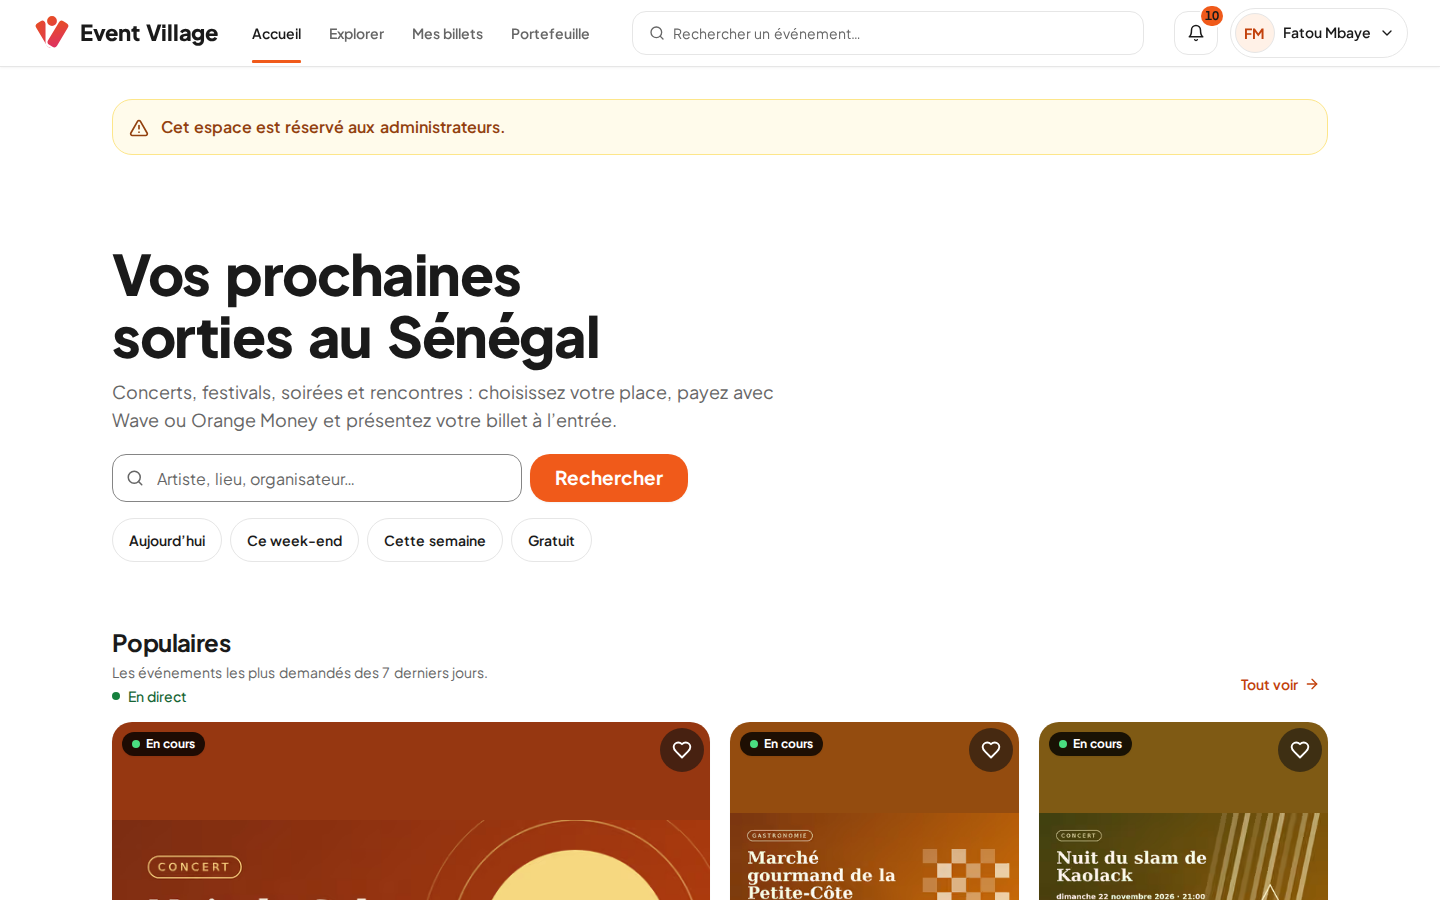 Event Village
Accueil
Explorer
Mes billets
Portefeuille
Rechercher un événement...
10
FM
Fatou Mbaye
Cet espace est réservé aux administrateurs.
Vos prochaines
sorties au Sénégal
Concerts, festivals, soirées et rencontres : choisissez votre place, payez avec
Wave ou Orange Money et présentez votre billet à l'entrée.
Artiste, lieu, organisateur...
Rechercher
Aujourd'hui
Ce week-end
Cette semaine
Gratuit
Populaires
Les événements les plus demandés des 7 derniers jours.
En direct
Tout voir
En cours
En cours
En cours
CONCERT
GASTRONOMIE
Marché
gourmand de la
Petite-Côte
CONCERT
Nuit du slam de
Kaolack
dimanche 22 novembre 2026 · 21:00